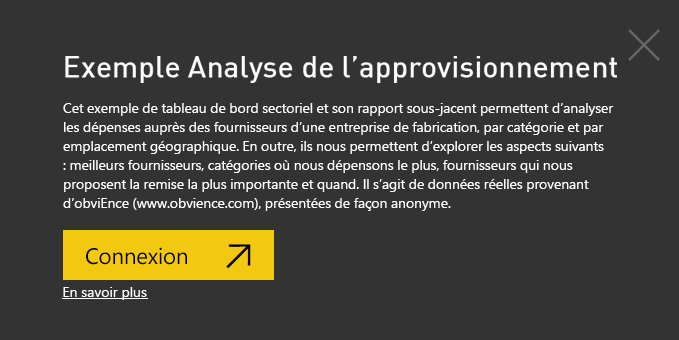 Exemple Analyse de l’approvisionnement
Cet exemple de tableau de bord sectoriel et son rapport sous-jacent permettent d’analyser
les dépenses auprès des fournisseurs d’une entreprise de fabrication, par catégorie et par
emplacement géographique. En outre, ils nous permettent d’explorer les aspects suivants
: meilleurs fournisseurs, catégories où nous dépensons le plus, fournisseurs qui nous
proposent la remise la plus importante et quand. Il s’agit de données réelles provenant
d’obviEnce (www.obvience.com), présentées de façon anonyme.
Connexion
En savoir plus